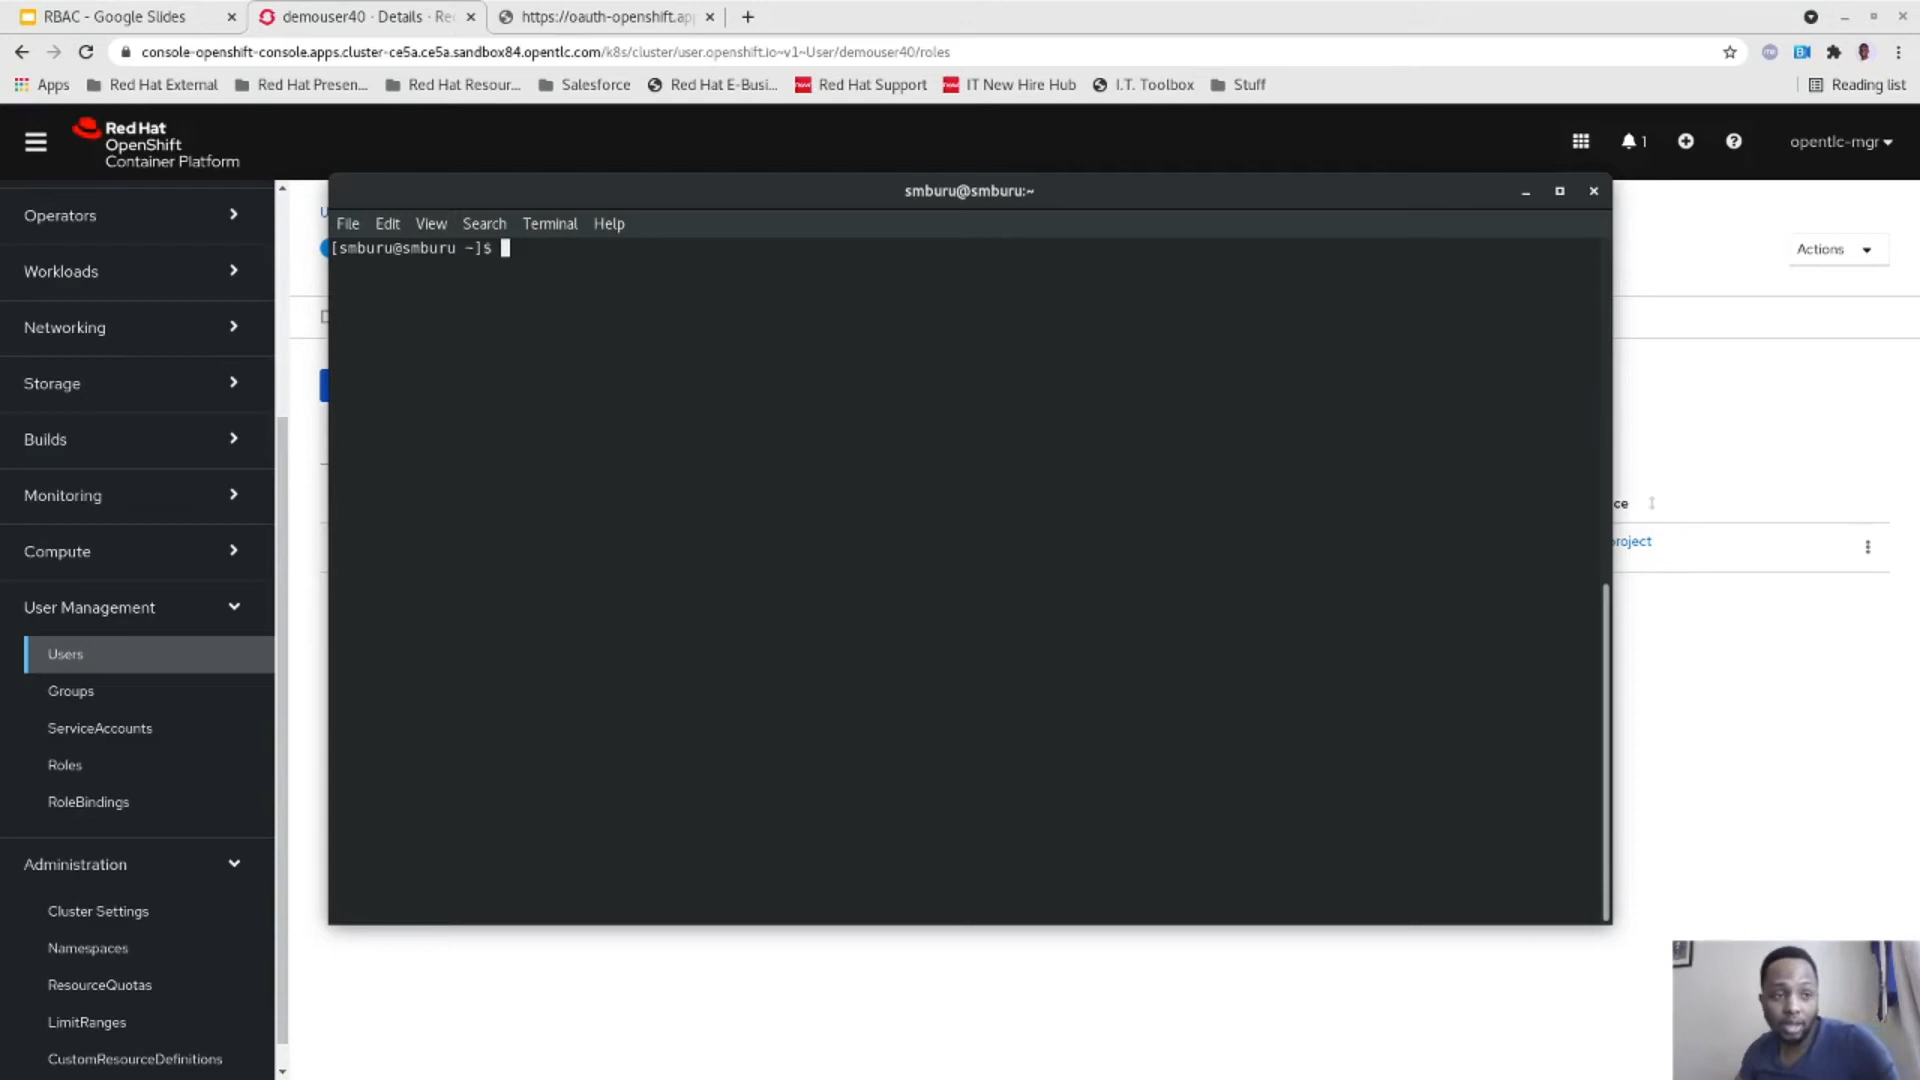 RBAC - Google Slides
demouser40 · Details · Re
https://oauth-openshift.ap
console-openshift-console.apps.cluster-ce5a.ce5a.sandbox84.opentlc.com/k8s/cluster/user.openshift.io~v1~User/demouser40/roles
Apps
Red Hat External
Red Hat Presen...
Red Hat Resour...
Salesforce
Red Hat E-Busi...
Red Hat Support
IT New Hire Hub
I.T. Toolbox
Stuff
Reading list
Red Hat
OpenShift
Container Platform
1
opentlc-mgr
smburu@smburu:~
File Edit View Search Terminal Help
[smburu@smburu ~]$
Operators
Workloads
Networking
Storage
Builds
Monitoring
Compute
User Management
Users
Groups
ServiceAccounts
Roles
RoleBindings
Administration
Cluster Settings
Namespaces
ResourceQuotas
LimitRanges
CustomResourceDefinitions
Actions
ce
project